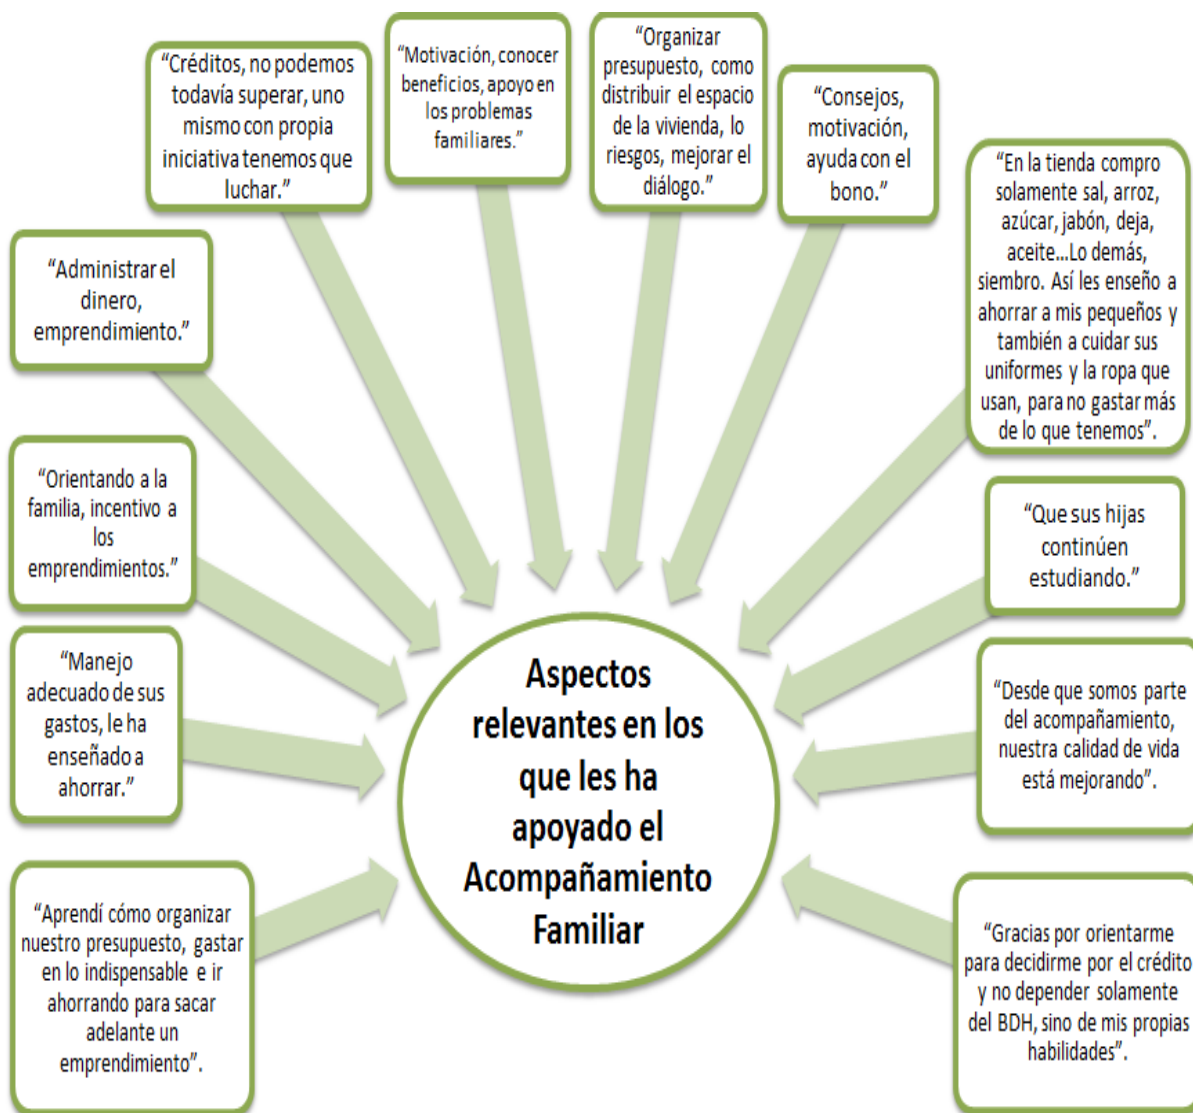 “Créditos, no podemos
todavía superar, uno
mismo con propia
iniciativa tenemos que
luchar.”
“Motivación, conocer
beneficios, apoyo en
los problemas
familiares.”
“Organizar
presupuesto, como
distribuir el espacio
de la vivienda, lo
riesgos, mejorar el
diálogo.”
“Consejos,
motivación,
ayuda con el
bono.”
“En la tienda compro
solamente sal, arroz,
azúcar, jabón, deja,
aceite...Lo demás,
siembro. Así les enseño a
ahorrar a mis pequeños y
también a cuidar sus
uniformes y la ropa que
usan, para no gastar más
de lo que tenemos”.
“Administrar el
dinero,
emprendimiento.”
“Orientando a la
familia, incentivo a
los
emprendimientos.”
“Que sus hijas
continúen
estudiando.”
“Manejo
adecuado de sus
gastos, le ha
enseñado a
ahorrar.”
“Desde que somos parte
del acompañamiento,
nuestra calidad de vida
está mejorando”.
Aspectos
relevantes en los
que les ha
apoyado el
Acompañamiento
Familiar
“Aprendí cómo organizar
nuestro presupuesto, gastar
en lo indispensable e ir
ahorrando para sacar
adelante un
emprendimiento”.
“Gracias por orientarme
para decidirme por el crédito
y no depender solamente
del BDH, sino de mis propias
habilidades”.